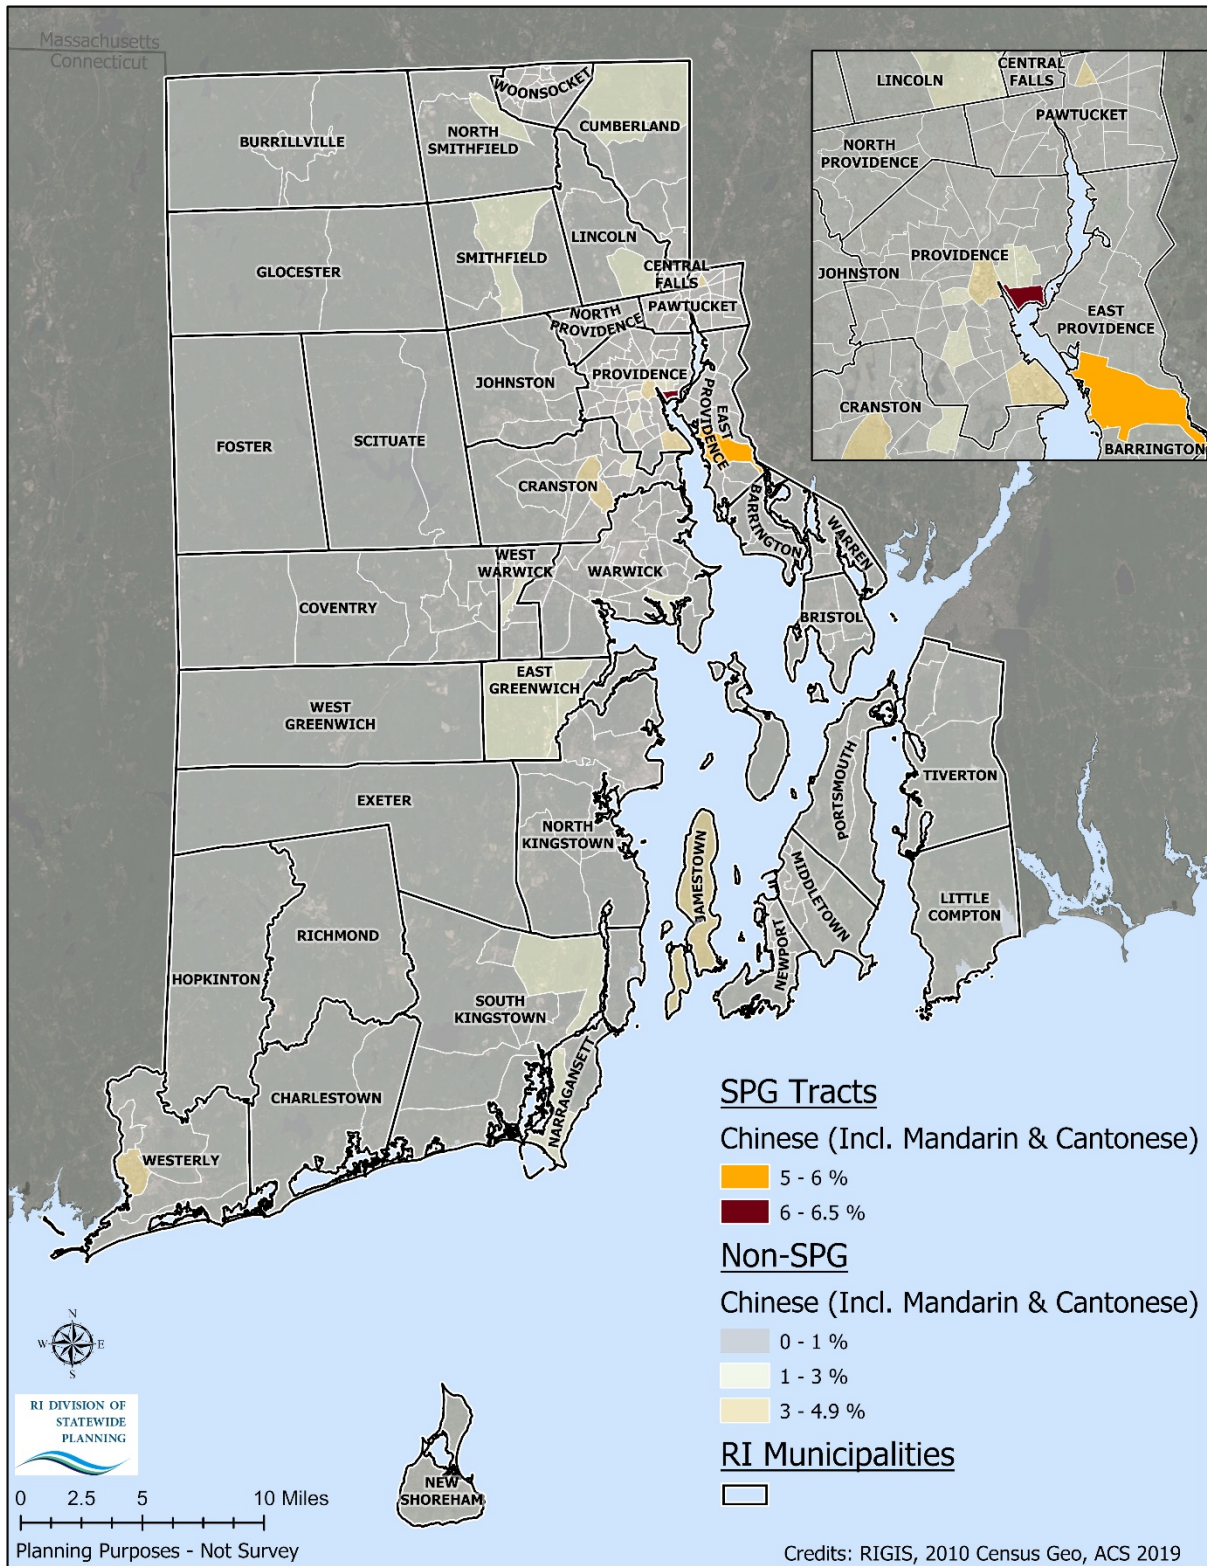 Massachusetts
Connecticut
WOONSOCKET
BURRILLVILLE
NORTH
SMITHFIELD
CUMBERLAND
GLOCESTER
SMITHFIELD
LINCOLN
CENTRAL
FALLS
PAWTUCKET
NORTH
PROVIDENCE
JOHNSTON
PROVIDENCE
EAST
PROVIDENCE
FOSTER
SCITUATE
CRANSTON
BARRINGTON
WARREN
WEST
WARWICK
WARWICK
COVENTRY
BRISTOL
EAST
GREENWICH
WEST
GREENWICH
PORTSMOUTH
TIVERTON
EXETER
NORTH
KINGSTOWN
JAMESTOWN
MIDDLETOWN
LITTLE
COMPTON
RICHMOND
NEWPORT
HOPKINTON
SOUTH
KINGSTOWN
NARRAGANSETT
CHARLESTOWN
WESTERLY
NEW
SHOREHAM
LINCOLN
CENTRAL
FALLS
PAWTUCKET
NORTH
PROVIDENCE
PROVIDENCE
JOHNSTON
EAST
PROVIDENCE
CRANSTON
BARRINGTON
SPG Tracts
Chinese (Incl. Mandarin & Cantonese)
5 - 6 %
6 - 6.5 %
Non-SPG
Chinese (Incl. Mandarin & Cantonese)
0 - 1 %
1 - 3 %
3 - 4.9 %
RI Municipalities
N
W E
S
RI DIVISION OF
STATEWIDE
PLANNING
0 2.5 5 10 Miles
Planning Purposes - Not Survey
Credits: RIGIS, 2010 Census Geo, ACS 2019